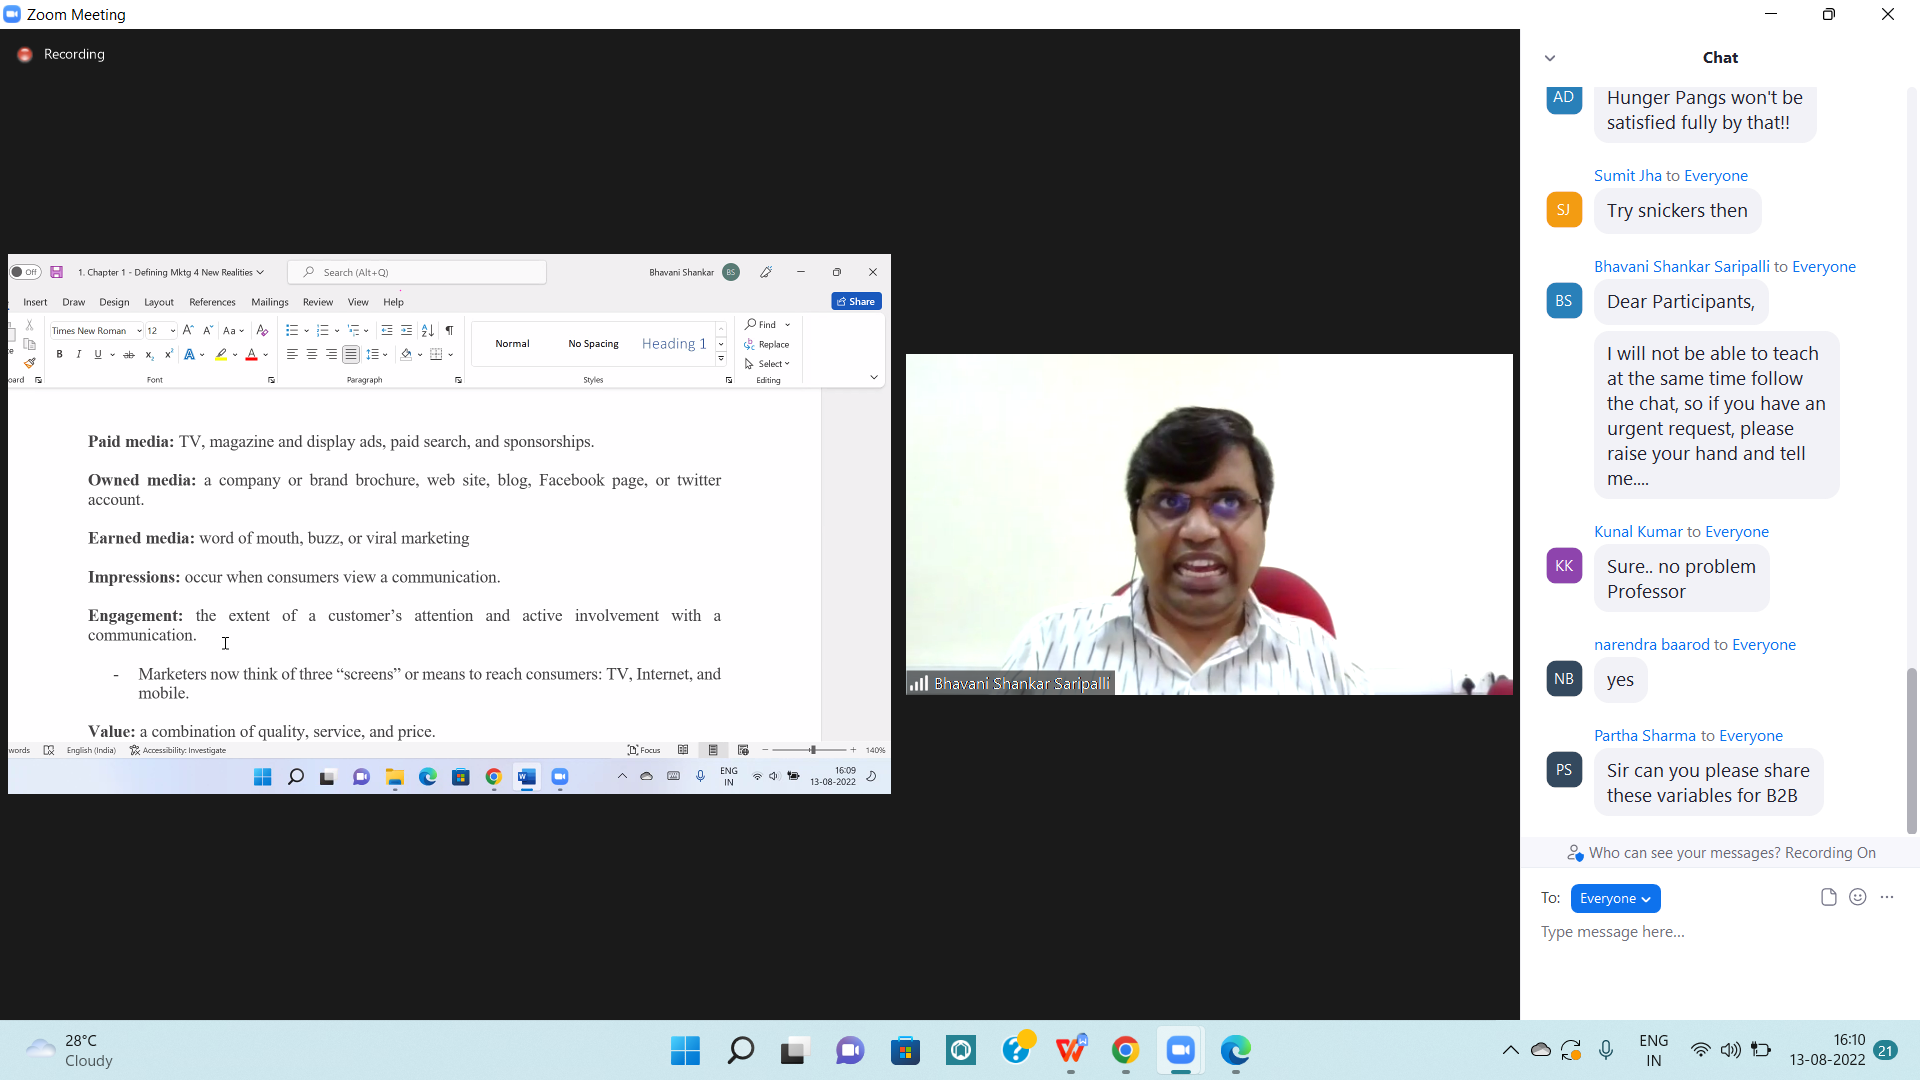 Zoom Meeting
Recording
Off
1. Chapter 1 - Defining Mktg 4 New Realities
Search (Alt+Q)
Bhavani Shankar
BS
Insert Draw Design Layout References Mailings Review View Help
Share
Times New Roman
12
Aa
Normal
No Spacing
Heading 1
Find
Replace
Select
Font
Paragraph
Styles
Editing
Paid media: TV, magazine and display ads, paid search, and sponsorships.
Owned media: a company or brand brochure, web site, blog, Facebook page, or twitter
account.
Earned media: word of mouth, buzz, or viral marketing
Impressions: occur when consumers view a communication.
Engagement: the extent of a customer’s attention and active involvement with a
communication.
- Marketers now think of three “screens” or means to reach consumers: TV, Internet, and
mobile.
Value: a combination of quality, service, and price.
words
English (India)
Accessibility: Investigate
Focus
140%
ENG
IN
16:09
13-08-2022
Bhavani Shankar Saripalli
Chat
AD
Hunger Pangs won't be
satisfied fully by that!!
Sumit Jha to Everyone
SJ
Try snickers then
Bhavani Shankar Saripalli to Everyone
BS
Dear Participants,
I will not be able to teach
at the same time follow
the chat, so if you have an
urgent request, please
raise your hand and tell
me....
Kunal Kumar to Everyone
KK
Sure.. no problem
Professor
narendra baarod to Everyone
NB
yes
Partha Sharma to Everyone
PS
Sir can you please share
these variables for B2B
Who can see your messages? Recording On
To: Everyone
Type message here...
28°C
Cloudy
ENG
IN
16:10
13-08-2022
21